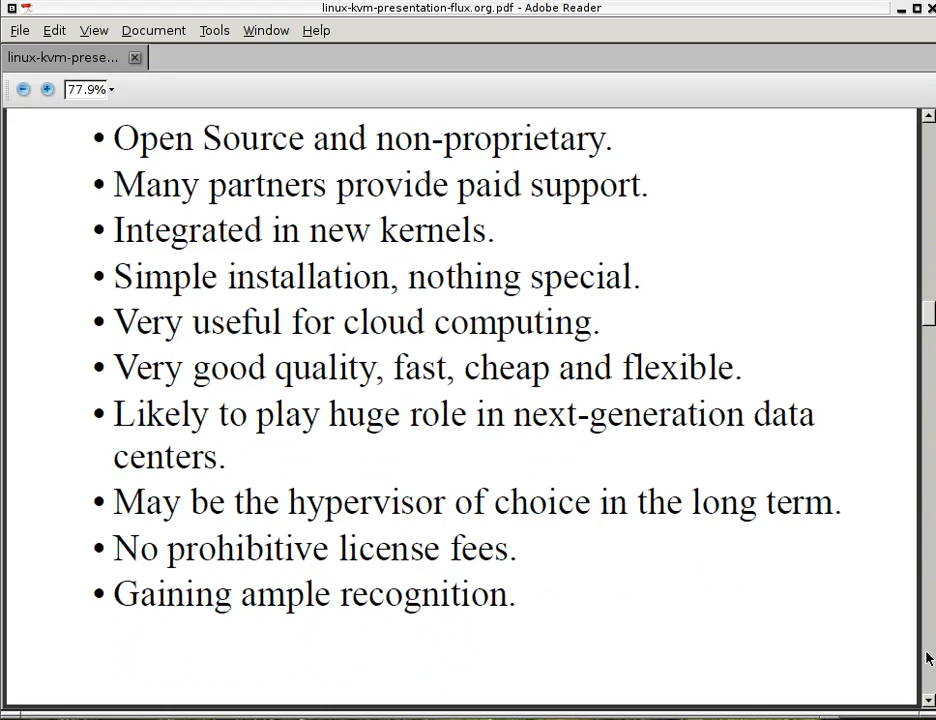 linux-kvm-presentation-flux.org.pdf - Adobe Reader
File Edit View Document Tools Window Help
linux-kvm-prese...
77.9%
• Open Source and non-proprietary.
• Many partners provide paid support.
• Integrated in new kernels.
• Simple installation, nothing special.
• Very useful for cloud computing.
• Very good quality, fast, cheap and flexible.
• Likely to play huge role in next-generation data
centers.
• May be the hypervisor of choice in the long term.
• No prohibitive license fees.
• Gaining ample recognition.